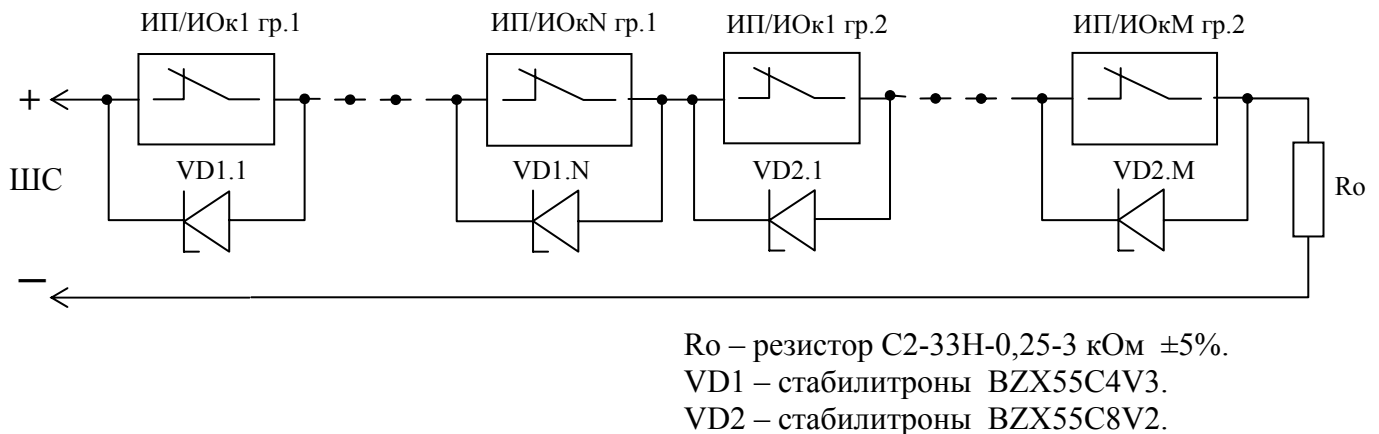 ИП/ИОк1 гр.1 ИП/ИОкN гр.1 ИП/ИОк1 гр.2 ИП/ИОкM гр.2
+
VD1.1 VD1.N VD2.1 VD2.M
ШС Ro
–
Ro – резистор С2-33Н-0,25-3 кОм ±5%.
VD1 – стабилитроны BZX55C4V3.
VD2 – стабилитроны BZX55C8V2.